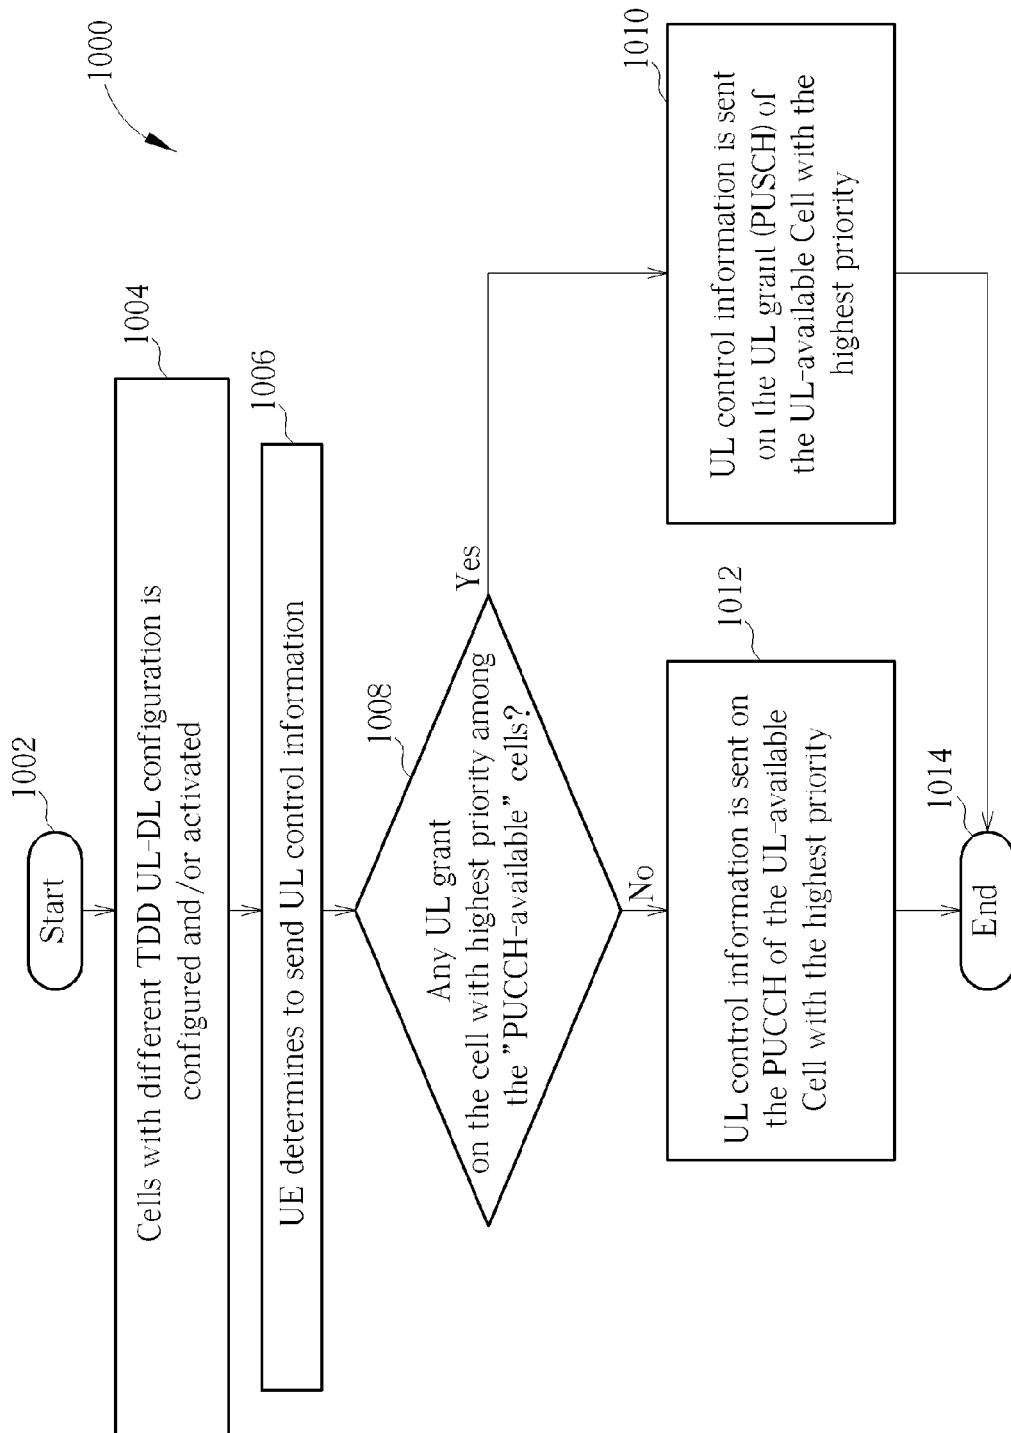 1000
Start
1002
Cells with different TDD UL-DL configuration is
configured and/or activated
1004
UE determines to send UL control information
1006
Any UL grant
on the cell with highest priority among
the "PUCCH-available" cells?
1008
Yes
No
UL control information is sent
on the UL grant (PUSCH) of
the UL-available Cell with the
highest priority
1010
UL control information is sent on
the PUCCH of the UL-available
Cell with the highest priority
1012
End
1014